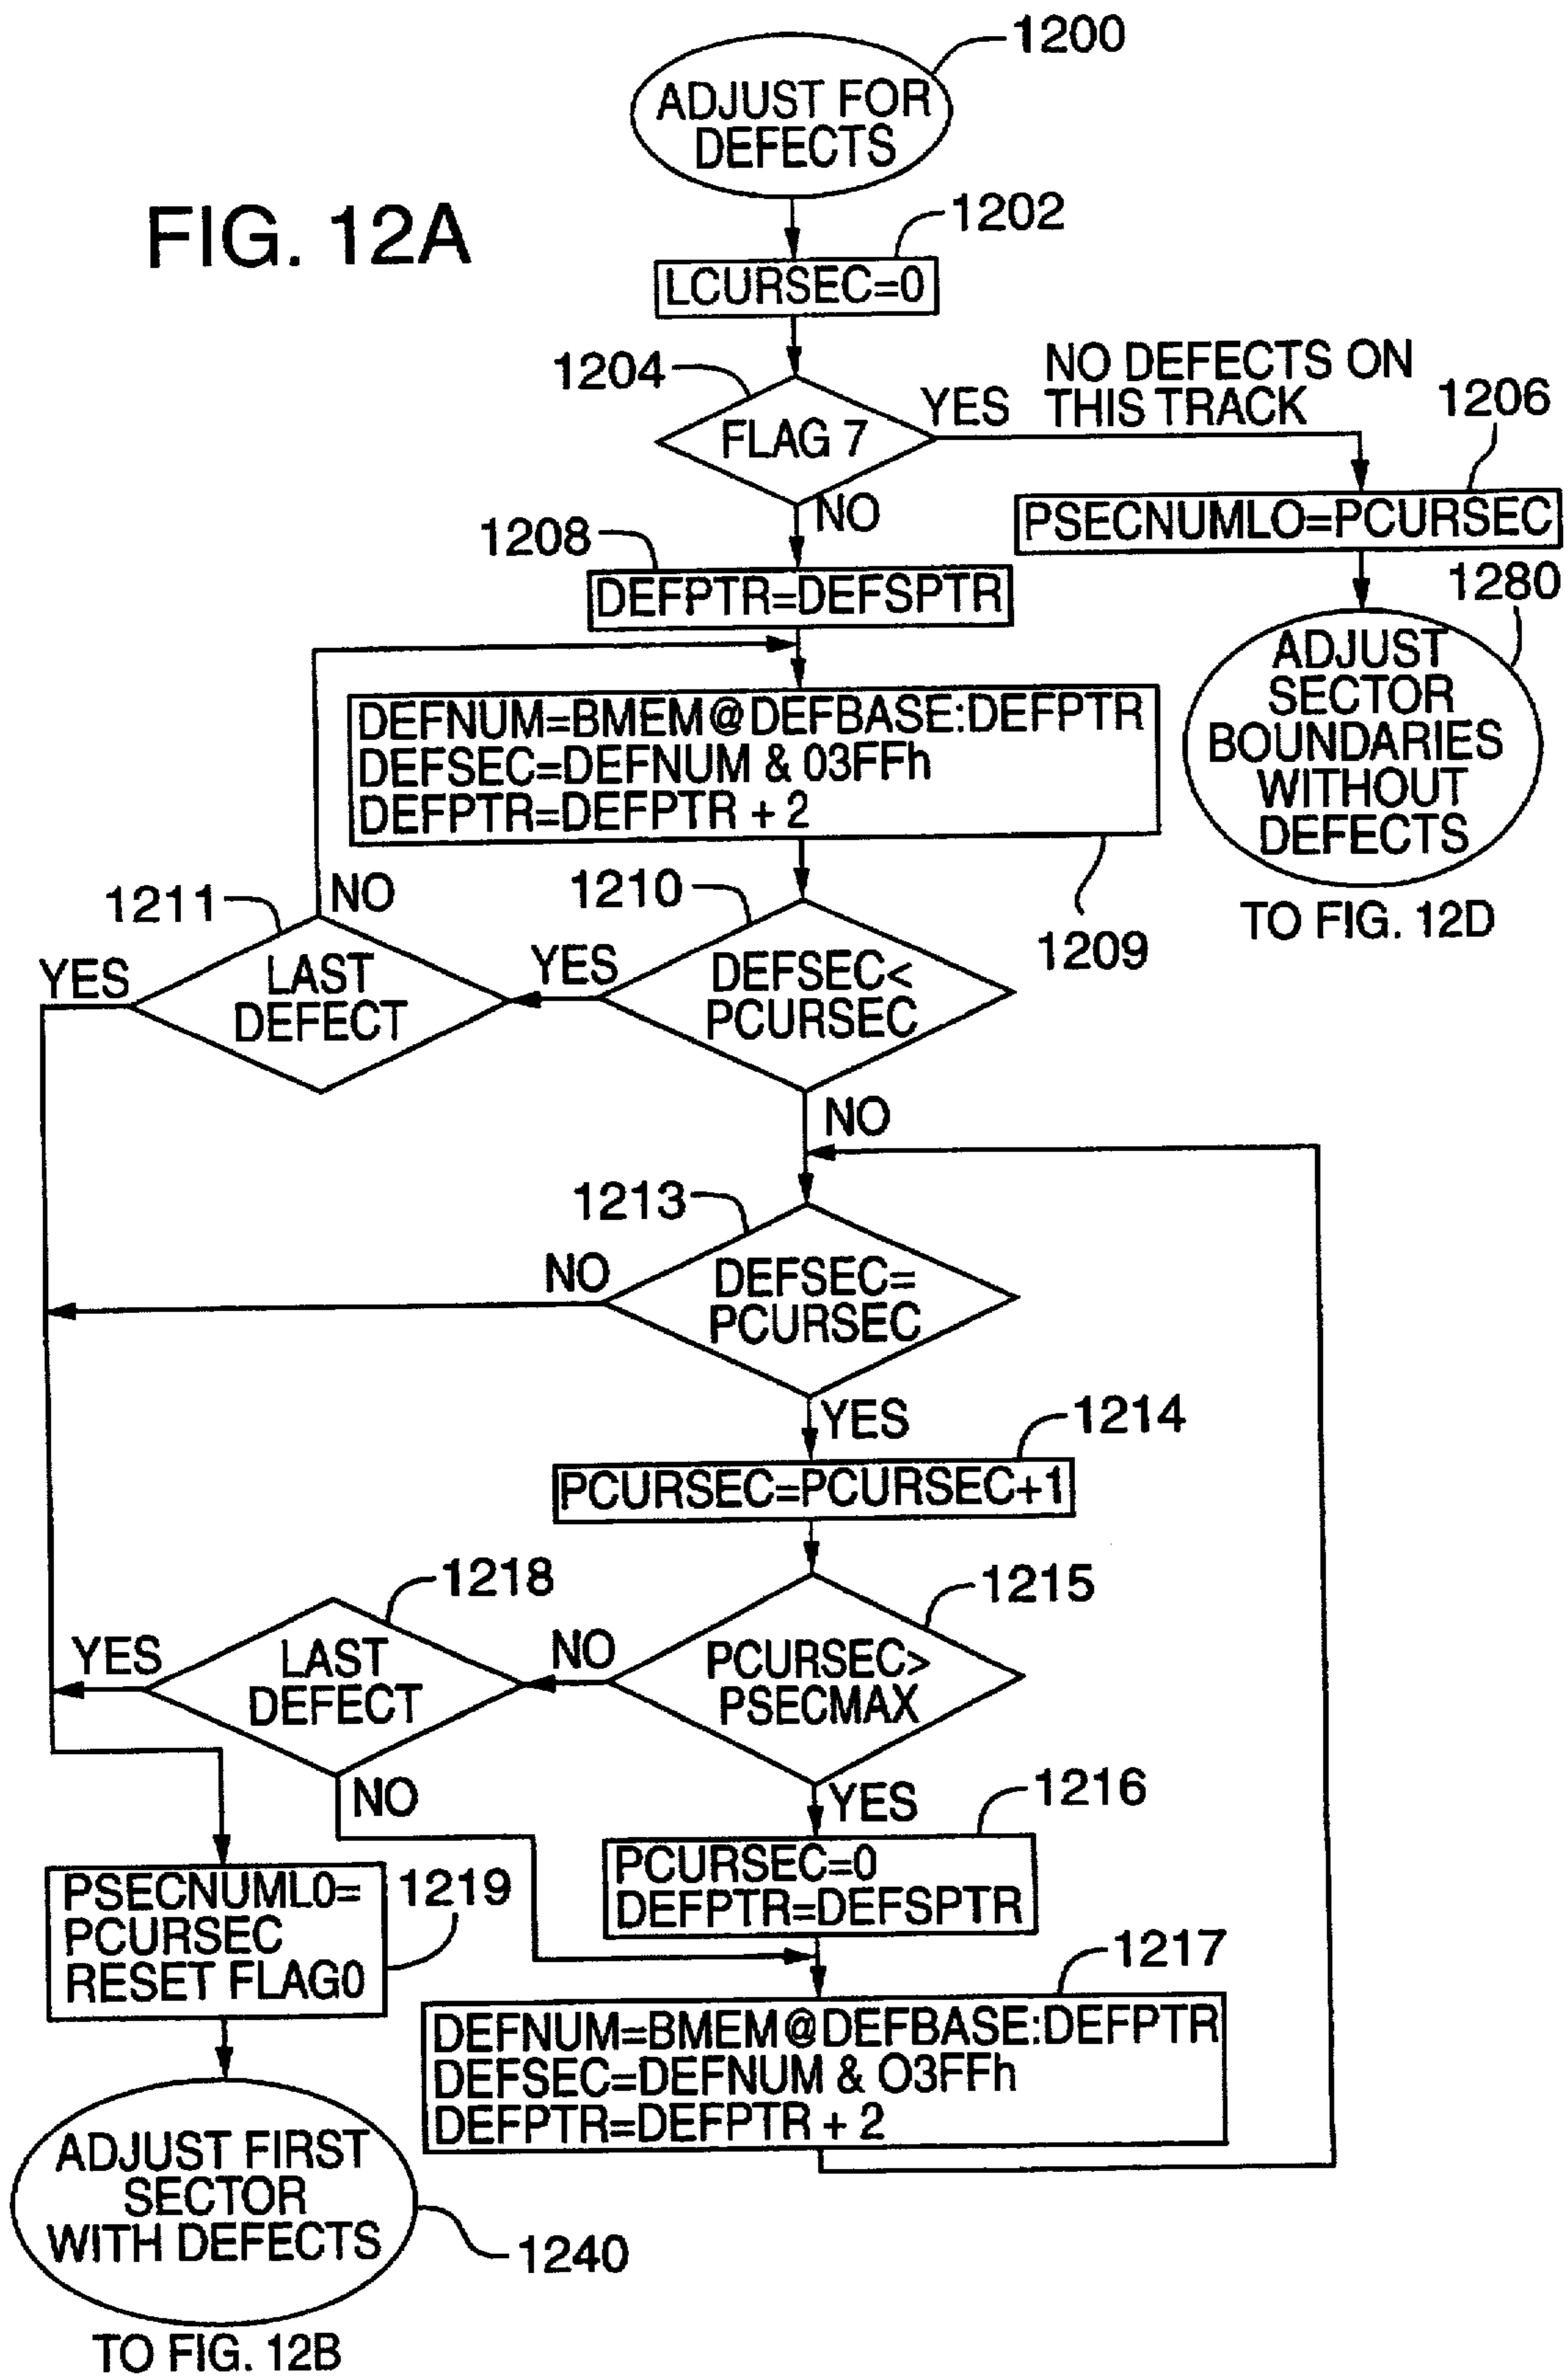 FIG. 12A
1200
ADJUST FOR
DEFECTS
1202
LCURSEC=0
1204
FLAG 7
YES
NO DEFECTS ON
THIS TRACK
1206
NO
PSECNUMLO=PCURSEC
1208
DEFPTR=DEFSPTR
1280
ADJUST
SECTOR
BOUNDARIES
WITHOUT
DEFECTS
TO FIG. 12D
DEFNUM=BMEM@DEFBASE:DEFPTR
DEFSEC=DEFNUM & 03FFh
DEFPTR=DEFPTR + 2
1209
1210
DEFSEC<
PCURSEC
YES
1211
NO
LAST
DEFECT
YES
NO
1213
DEFSEC=
PCURSEC
NO
YES
1214
PCURSEC=PCURSEC+1
1215
PCURSEC>
PSECMAX
NO
1218
LAST
DEFECT
YES
NO
YES
1216
PCURSEC=0
DEFPTR=DEFSPTR
1217
DEFNUM=BMEM@DEFBASE:DEFPTR
DEFSEC=DEFNUM & O3FFh
DEFPTR=DEFPTR + 2
PSECNUML0=
PCURSEC
RESET FLAG0
1219
ADJUST FIRST
SECTOR
WITH DEFECTS
1240
TO FIG. 12B